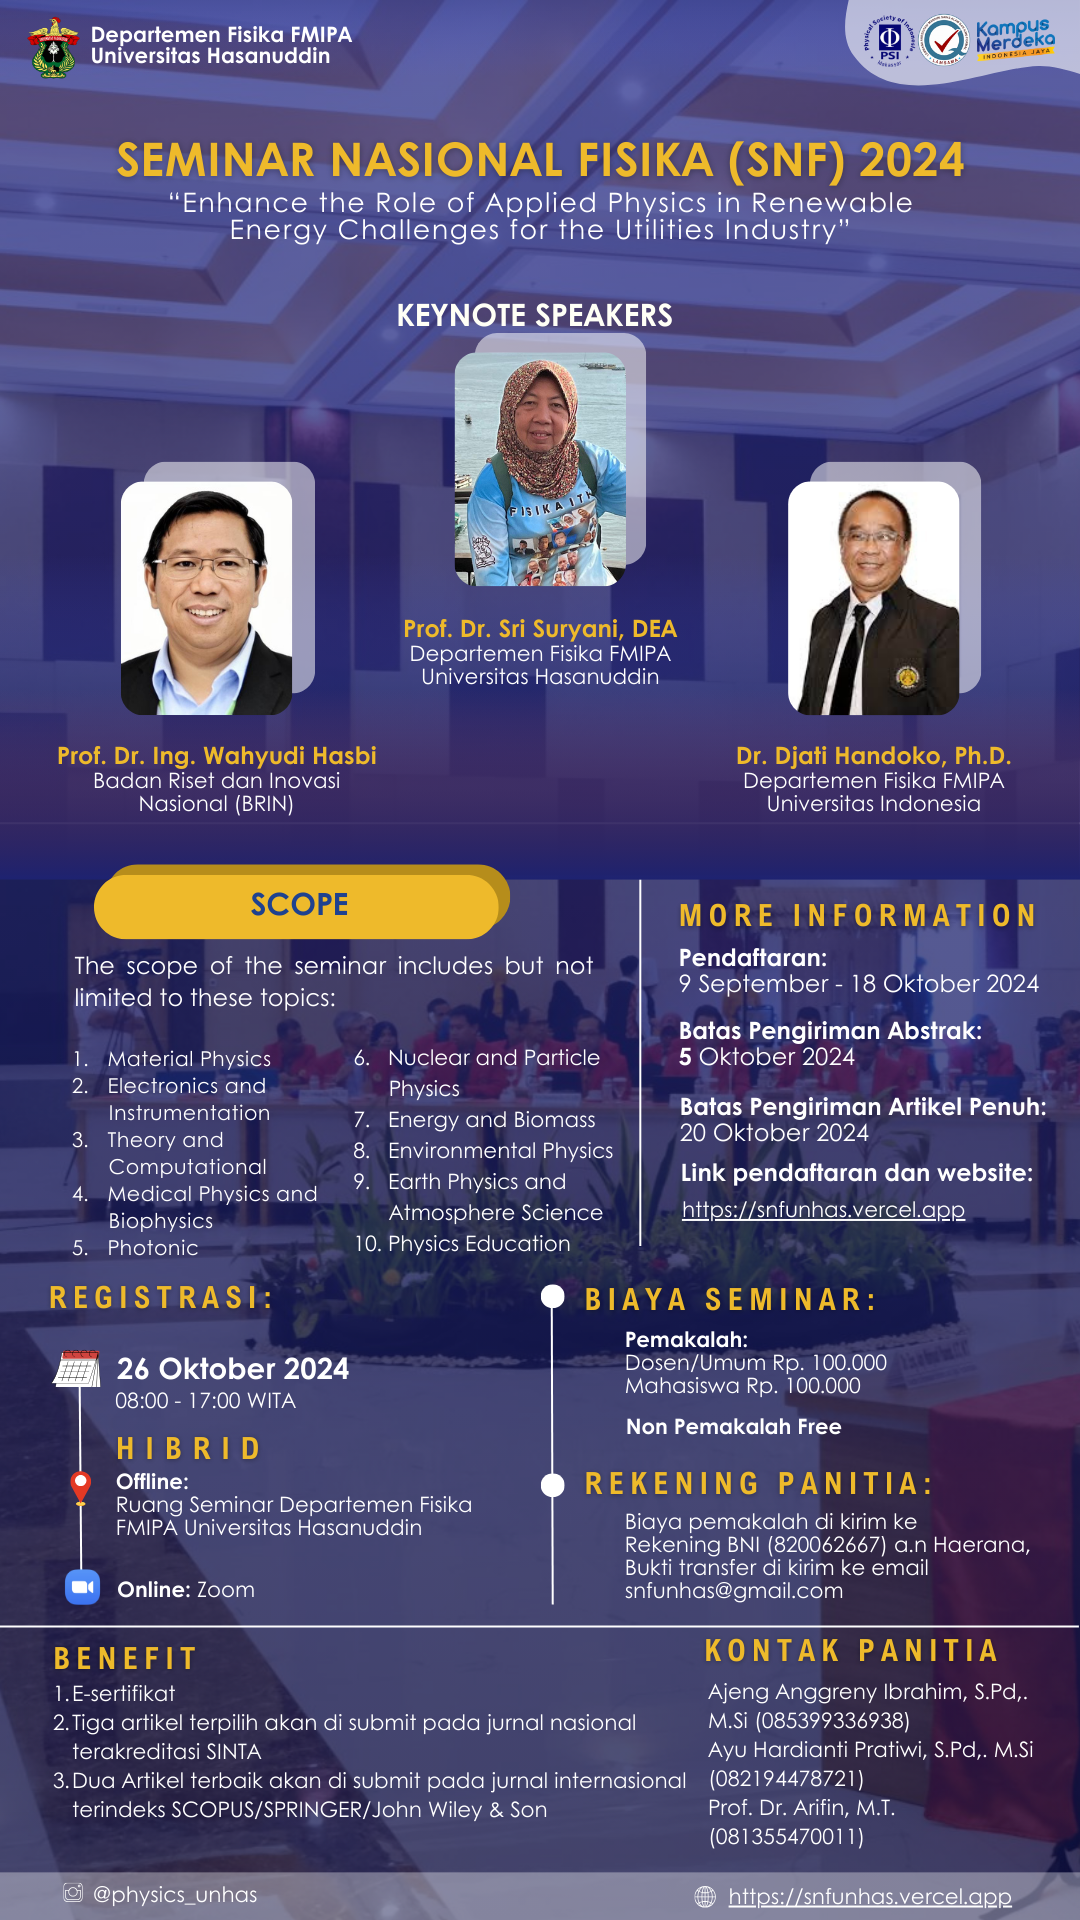 Departemen Fisika FMIPA
Universitas Hasanuddin
Physical Society of Indonesia
PSI
Makassar
Kampus
Merdeka
INDONESIA JAYA
SEMINAR NASIONAL FISIKA (SNF) 2024
“Enhance the Role of Applied Physics in Renewable
Energy Challenges for the Utilities Industry”
KEYNOTE SPEAKERS
FISIKA IT
Prof. Dr. Sri Suryani, DEA
Departemen Fisika FMIPA
Universitas Hasanuddin
Prof. Dr. Ing. Wahyudi Hasbi
Badan Riset dan Inovasi
Nasional (BRIN)
Dr. Djati Handoko, Ph.D.
Departemen Fisika FMIPA
Universitas Indonesia
SCOPE
The scope of the seminar includes but not
limited to these topics:
1. Material Physics
2. Electronics and
Instrumentation
3. Theory and
Computational
4. Medical Physics and
Biophysics
5. Photonic
6. Nuclear and Particle
Physics
7. Energy and Biomass
8. Environmental Physics
9. Earth Physics and
Atmosphere Science
10. Physics Education
MORE INFORMATION
Pendaftaran:
9 September - 18 Oktober 2024
Batas Pengiriman Abstrak:
5 Oktober 2024
Batas Pengiriman Artikel Penuh:
20 Oktober 2024
Link pendaftaran dan website:
https://snfunhas.vercel.app
REGISTRASI:
26 Oktober 2024
08:00 - 17:00 WITA
HIBRID
Offline:
Ruang Seminar Departemen Fisika
FMIPA Universitas Hasanuddin
Online: Zoom
BIAYA SEMINAR:
Pemakalah:
Dosen/Umum Rp. 100.000
Mahasiswa Rp. 100.000
Non Pemakalah Free
REKENING PANITIA:
Biaya pemakalah di kirim ke
Rekening BNI (820062667) a.n Haerana,
Bukti transfer di kirim ke email
snfunhas@gmail.com
BENEFIT
1. E-sertifikat
2. Tiga artikel terpilih akan di submit pada jurnal nasional
terakreditasi SINTA
3. Dua Artikel terbaik akan di submit pada jurnal internasional
terindeks SCOPUS/SPRINGER/John Wiley & Son
KONTAK PANITIA
Ajeng Anggreny Ibrahim, S.Pd,.
M.Si (085399336938)
Ayu Hardianti Pratiwi, S.Pd,. M.Si
(082194478721)
Prof. Dr. Arifin, M.T.
(081355470011)
@physics_unhas
https://snfunhas.vercel.app